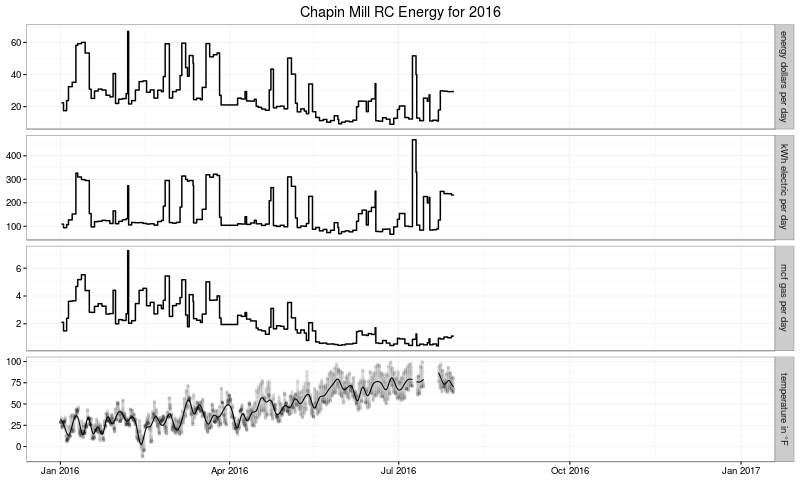 Chapin Mill RC Energy for 2016
60
40
20
energy dollars per day
400
300
200
100
kWh electric per day
6
4
2
mcf gas per day
100
75
50
25
0
temperature in °F
Jan 2016 Apr 2016 Jul 2016 Oct 2016 Jan 2017